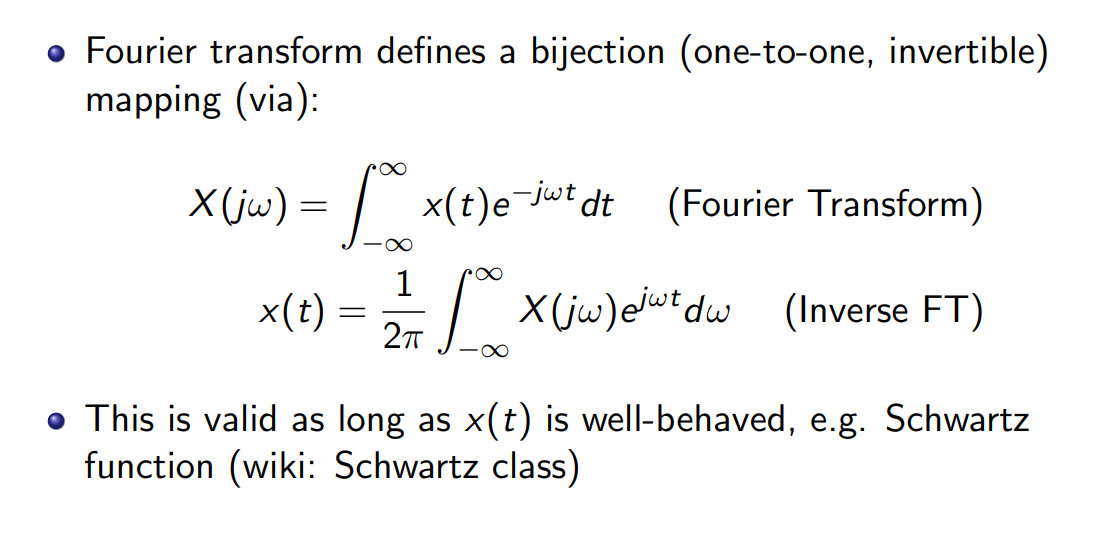 • Fourier transform defines a bijection (one-to-one, invertible)
mapping (via):
X(jω) = ∫_{-∞}^{∞} x(t)e^{-jωt} dt (Fourier Transform)
x(t) = \frac{1}{2π} ∫_{-∞}^{∞} X(jω)e^{jωt} dω (Inverse FT)
• This is valid as long as x(t) is well-behaved, e.g. Schwartz
function (wiki: Schwartz class)